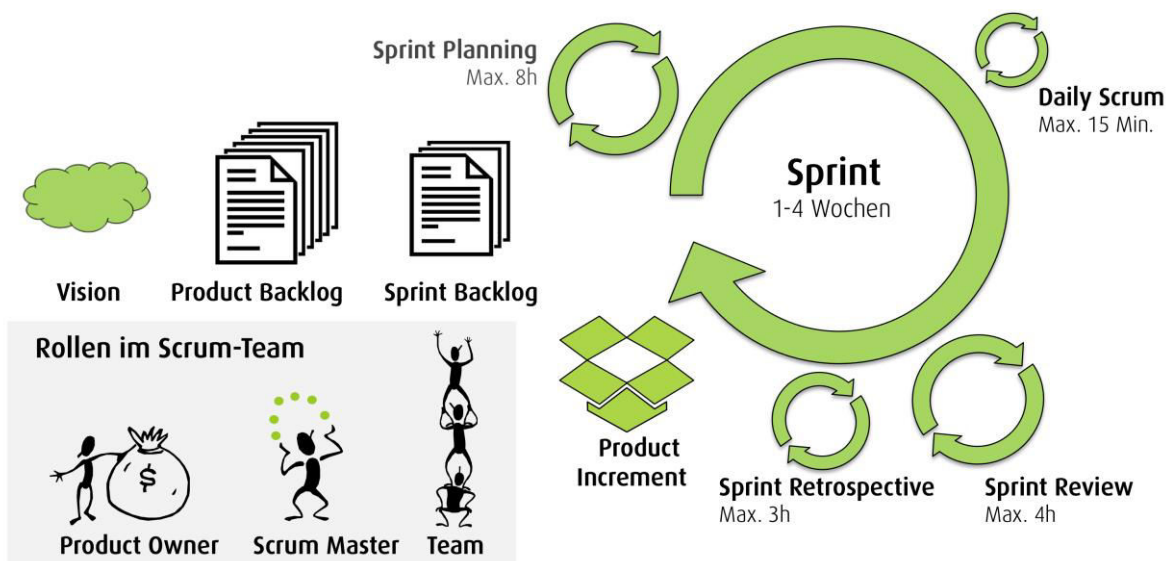 Sprint Planning
Max. 8h
Daily Scrum
Max. 15 Min.
Sprint
1-4 Wochen
Vision
Product Backlog
Sprint Backlog
Rollen im Scrum-Team
$
Product Owner
Scrum Master
Team
Product
Increment
Sprint Retrospective
Max. 3h
Sprint Review
Max. 4h